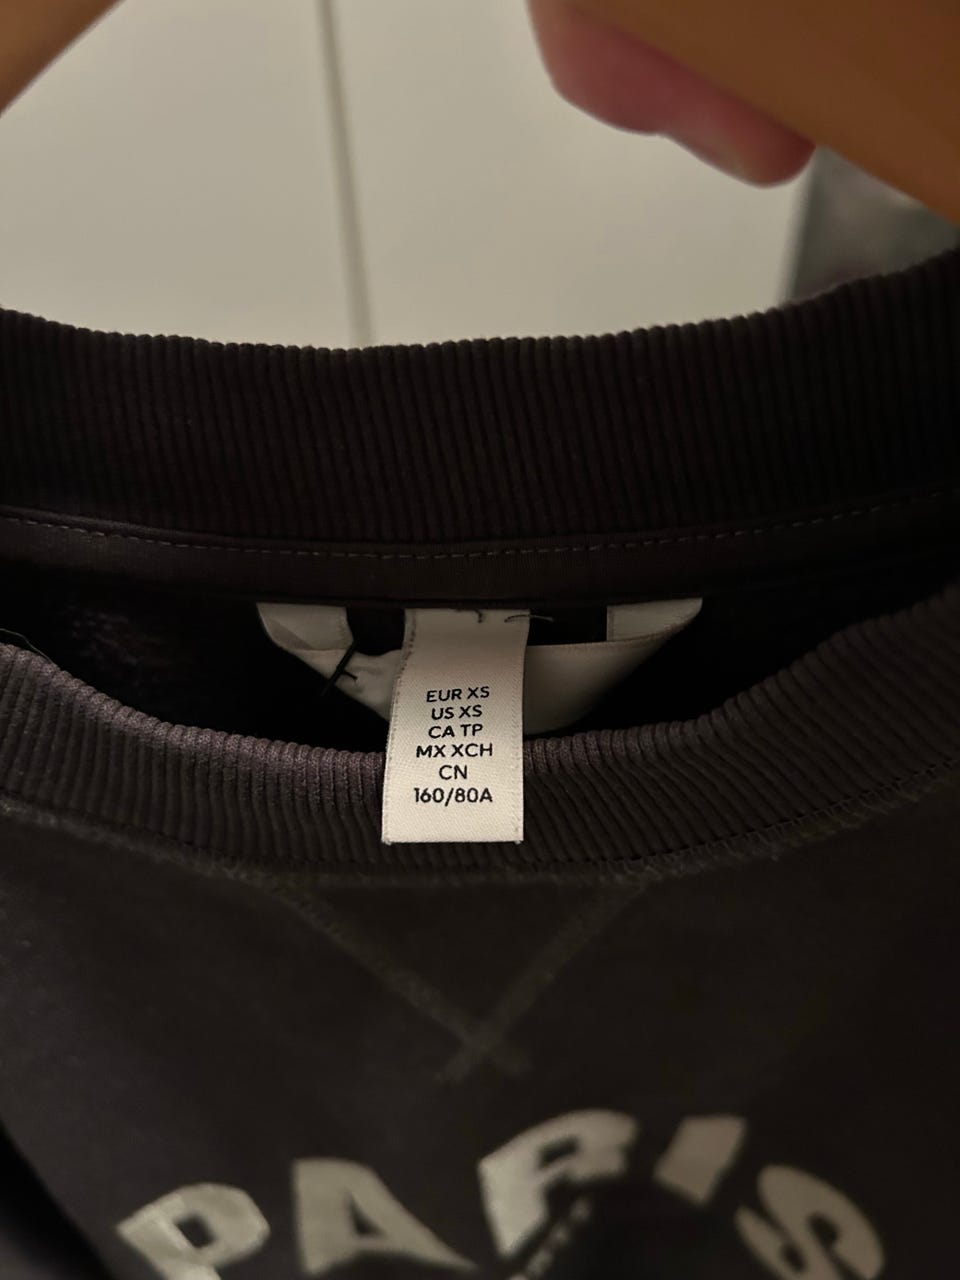 EUR XS
US XS
CA TP
MX XCH
CN
160/80A
PARIS